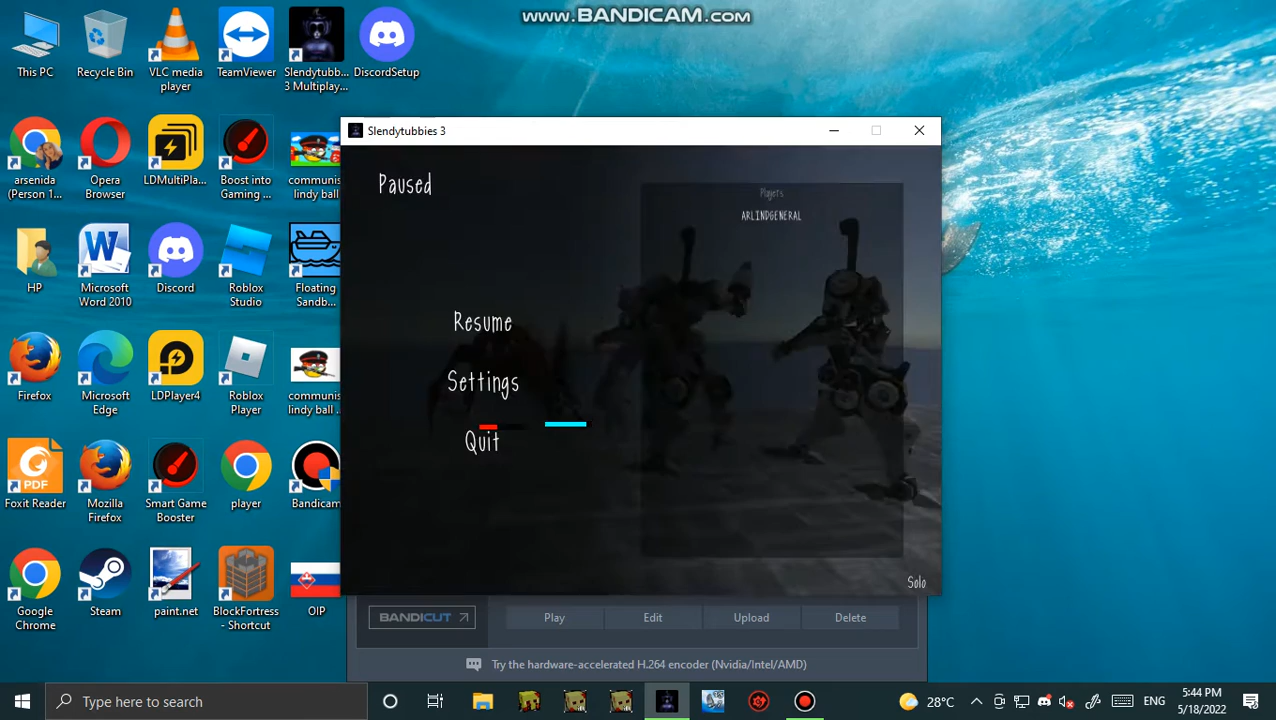 www.BANDICAM.com
This PC
Recycle Bin
VLC media
player
TeamViewer
Slendytubb...
3 Multiplay...
DiscordSetup
arsenida
(Person 1...
Opera
Browser
LDMultiPla...
Boost into
Gaming ...
communis
lindy ball
HP
Microsoft
Word 2010
Discord
Roblox
Studio
Floating
Sandb...
Firefox
Microsoft
Edge
LDPlayer4
Roblox
Player
communis
lindy ball ...
Foxit Reader
PDF
Mozilla
Firefox
Smart Game
Booster
player
Bandicam
Google
Chrome
Steam
paint.net
BlockFortress
- Shortcut
OIP
Slendytubbies 3
Paused
Players
ARLINDGENERAL
Resume
Settings
Quit
Solo
BANDICUT
Play
Edit
Upload
Delete
Try the hardware-accelerated H.264 encoder (Nvidia/Intel/AMD)
Type here to search
28°C
ENG
5:44 PM
5/18/2022